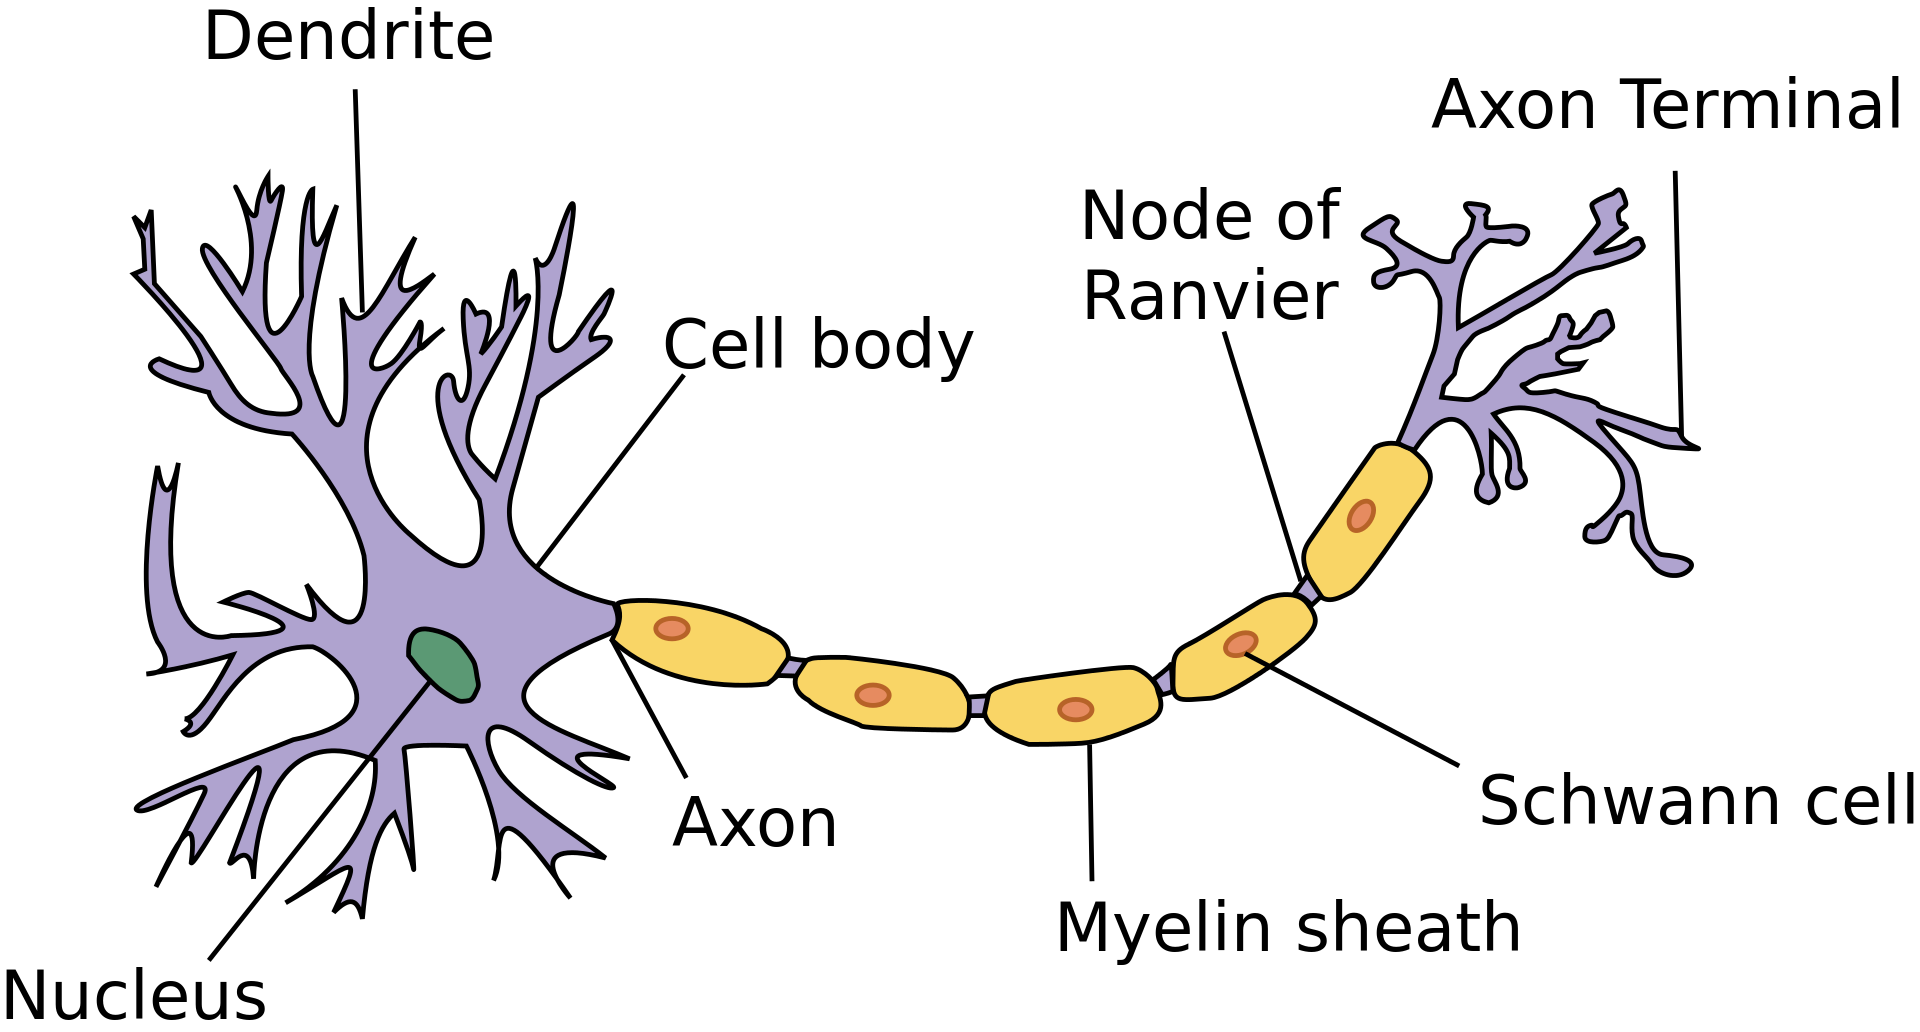 Dendrite
Axon Terminal
Node of
Ranvier
Cell body
Schwann cell
Axon
Myelin sheath
Nucleus